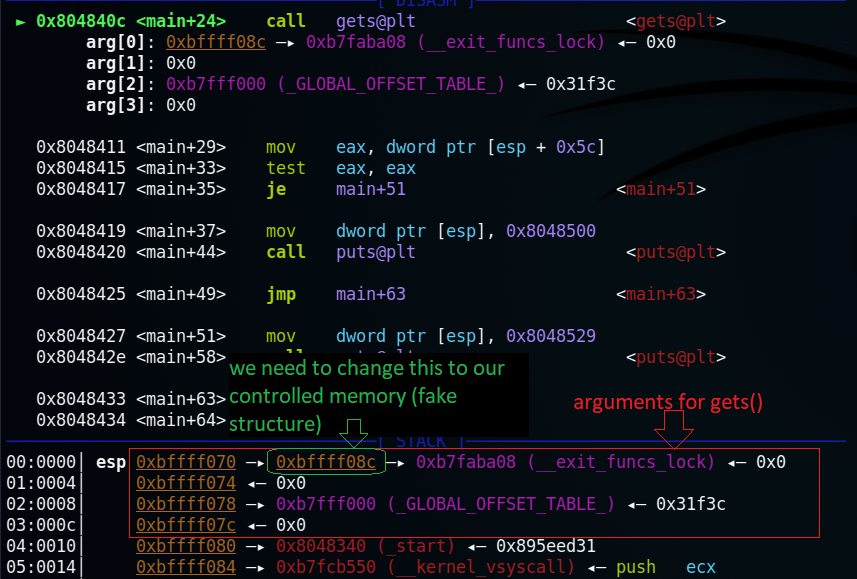 [ DISASM ]
► 0x804840c <main+24> call gets@plt <gets@plt>
arg[0]: 0xbffff08c —▸ 0xb7faba08 (__exit_funcs_lock) ◂— 0x0
arg[1]: 0x0
arg[2]: 0xb7fff000 (_GLOBAL_OFFSET_TABLE_) ◂— 0x31f3c
arg[3]: 0x0
0x8048411 <main+29> mov eax, dword ptr [esp + 0x5c]
0x8048415 <main+33> test eax, eax
0x8048417 <main+35> je main+51 <main+51>
0x8048419 <main+37> mov dword ptr [esp], 0x8048500
0x8048420 <main+44> call puts@plt <puts@plt>
0x8048425 <main+49> jmp main+63 <main+63>
0x8048427 <main+51> mov dword ptr [esp], 0x8048529
0x804842e <main+58> <puts@plt>
we need to change this to our
controlled memory (fake
structure)
arguments for gets()
0x8048433 <main+63>
0x8048434 <main+64>
[ STACK ]
00:0000│ esp 0xbffff070 —▸ 0xbffff08c —▸ 0xb7faba08 (__exit_funcs_lock) ◂— 0x0
01:0004│ 0xbffff074 ◂— 0x0
02:0008│ 0xbffff078 —▸ 0xb7fff000 (_GLOBAL_OFFSET_TABLE_) ◂— 0x31f3c
03:000c│ 0xbffff07c ◂— 0x0
04:0010│ 0xbffff080 —▸ 0x8048340 (_start) ◂— 0x895eed31
05:0014│ 0xbffff084 —▸ 0xb7fcb550 (__kernel_vsyscall) ◂— push ecx